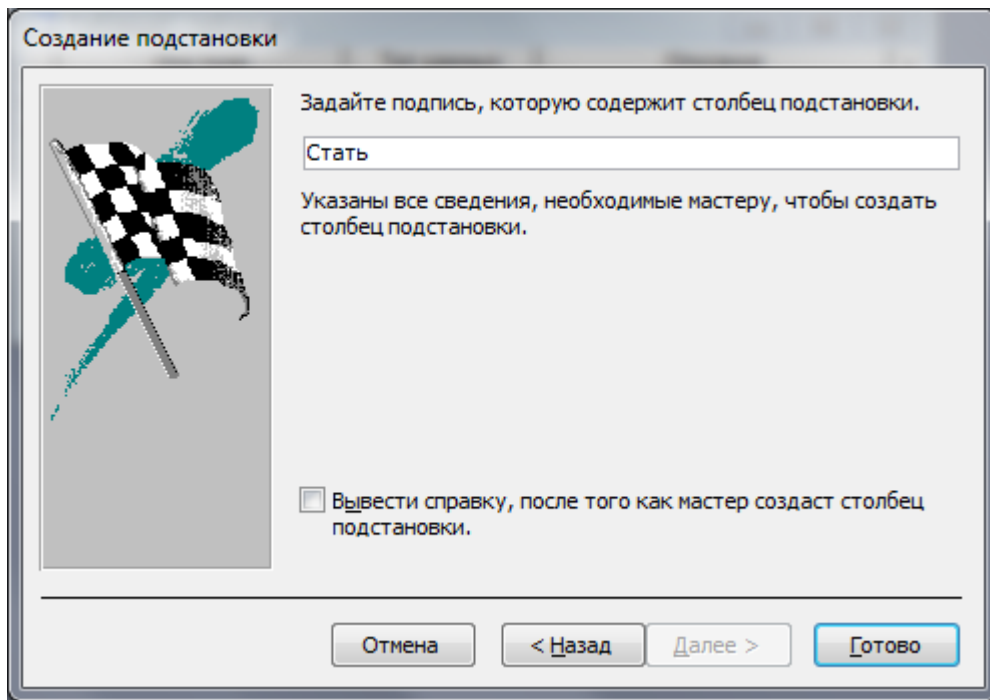 Создание подстановки
Задайте подпись, которую содержит столбец подстановки.
Стать
Указаны все сведения, необходимые мастеру, чтобы создать
столбец подстановки.
Вывести справку, после того как мастер создаст столбец
подстановки.
Отмена
< Назад
Далее >
Готово